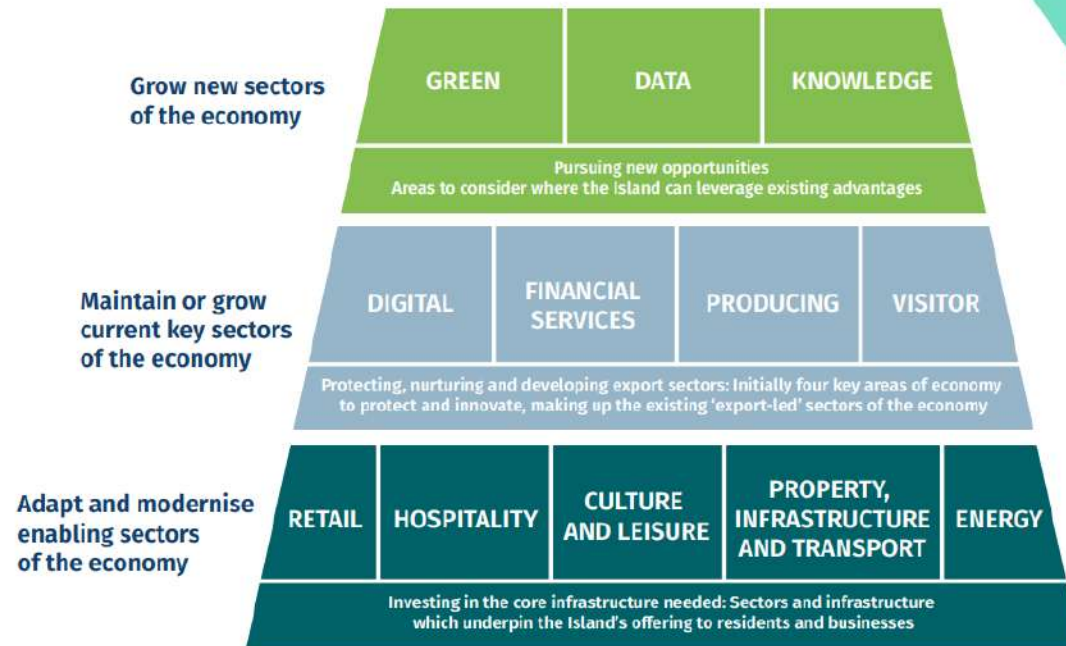 Grow new sectors
of the economy
GREEN
DATA
KNOWLEDGE
Pursuing new opportunities
Areas to consider where the Island can leverage existing advantages
Maintain or grow
current key sectors
of the economy
DIGITAL
FINANCIAL
SERVICES
PRODUCING
VISITOR
Protecting, nurturing and developing export sectors: Initially four key areas of economy
to protect and innovate, making up the existing ‘export-led’ sectors of the economy
Adapt and modernise
enabling sectors
of the economy
RETAIL
HOSPITALITY
CULTURE
AND LEISURE
PROPERTY,
INFRASTRUCTURE
AND TRANSPORT
ENERGY
Investing in the core infrastructure needed: Sectors and infrastructure
which underpin the Island’s offering to residents and businesses